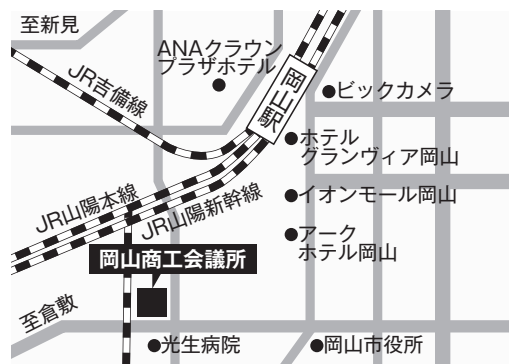 至新見
ANAクラウン
プラザホテル
JR吉備線
岡山駅
ビックカメラ
ホテル
グランヴィア岡山
JR山陽本線
JR山陽新幹線
イオンモール岡山
アーク
ホテル岡山
岡山商工会議所
至倉敷
光生病院
岡山市役所